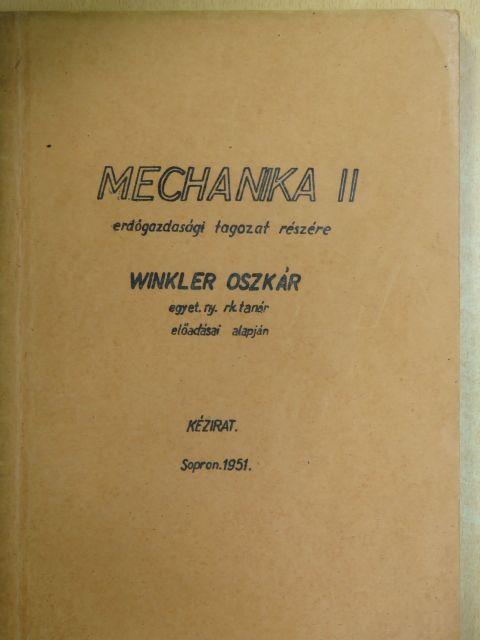 MECHANIKA II
erdőgazdasági tagozat részére
WINKLER OSZKÁR
egyet. ny. rk. tanár
előadásai alapján
KÉZIRAT.
Sopron. 1951.